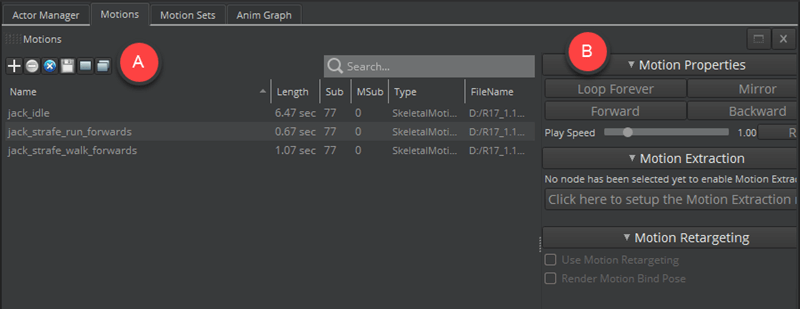 Actor Manager Motions Motion Sets Anim Graph
Motions
A
B
Search...
Name Length Sub MSub Type FileName
jack_idle 6.47 sec 77 0 SkeletalMoti... D:/R17_1.1...
jack_strafe_run_forwards 0.67 sec 77 0 SkeletalMoti... D:/R17_1.1...
jack_strafe_walk_forwards 1.07 sec 77 0 SkeletalMoti... D:/R17_1.1...
Motion Properties
Loop Forever Mirror
Forward Backward
Play Speed 1.00 R
Motion Extraction
No node has been selected yet to enable Motion Extrac
Click here to setup the Motion Extraction
Motion Retargeting
Use Motion Retargeting
Render Motion Bind Pose